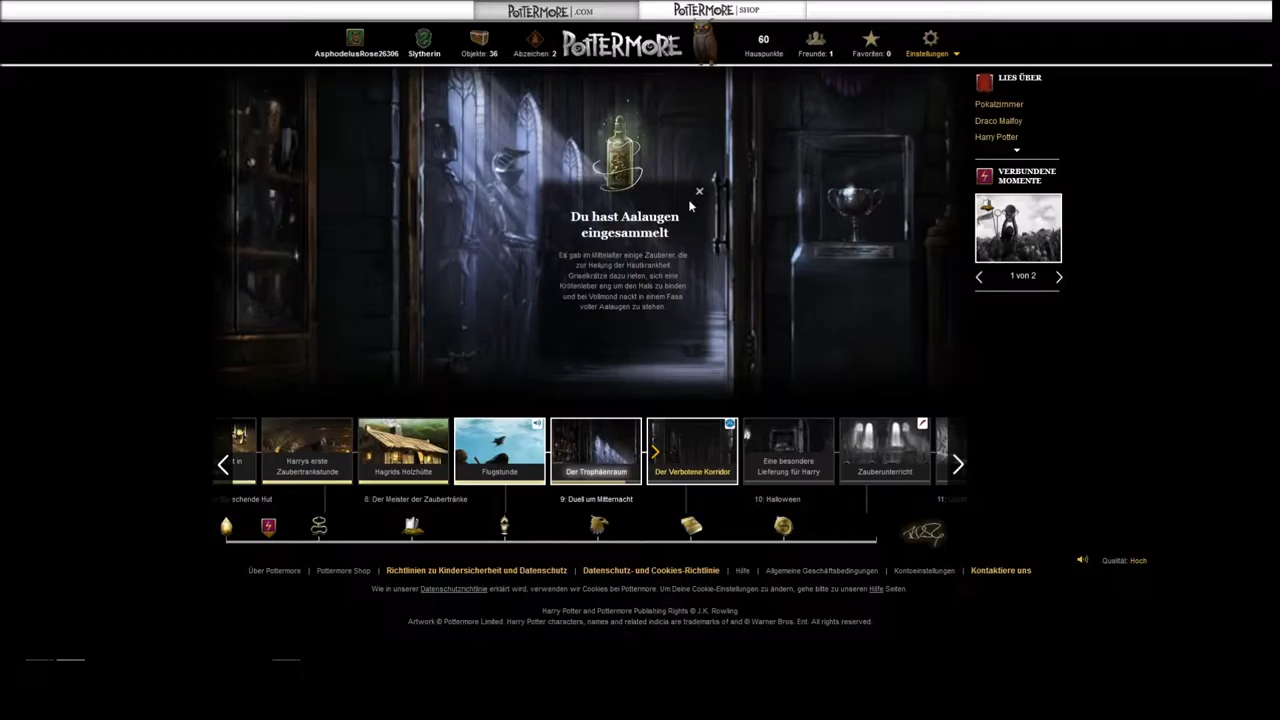 POTTERMORE|.COM
POTTERMORE|SHOP
AsphodelusRose26306
Slytherin
Objekte: 36
Abzeichen: 2
POTTERMORE
60
Hauspunkte
Freunde: 1
Favoriten: 0
Einstellungen
LIES ÜBER
Pokalzimmer
Draco Malfoy
Harry Potter
VERBUNDENE
MOMENTE
1 von 2
Du hast Aalaugen
eingesammelt
Es gab im Mittelalter einige Zauberer, die
zur Heilung der Hautkrankheit
Griselkrätze dazu rieten, sich eine
Krötenleber eng um den Hals zu binden
und bei Vollmond nackt in einem Fass
voller Aalaugen zu stehen.
Harrys erste
Zaubertrankstunde
Hagrids Holzhütte
Flugstunde
Der Trophäenraum
Der Verbotene Korridor
Eine besondere
Lieferung für Harry
Zauberunterricht
echende Hut
8: Der Meister der Zaubertränke
9: Duell um Mitternacht
10: Halloween
11:
Qualität: Hoch
Über Pottermore | Pottermore Shop | Richtlinien zu Kindersicherheit und Datenschutz | Datenschutz- und Cookies-Richtlinie | Hilfe | Allgemeine Geschäftsbedingungen | Kontoeinstellungen | Kontaktiere uns
Wie in unserer Datenschutzrichtlinie erklärt wird, verwenden wir Cookies bei Pottermore. Um Deine Cookie-Einstellungen zu ändern, gehe bitte zu unseren Hilfe Seiten.
Harry Potter and Pottermore Publishing Rights © J.K. Rowling
Artwork © Pottermore Limited. Harry Potter characters, names and related indicia are trademarks of and © Warner Bros. Ent. All rights reserved.